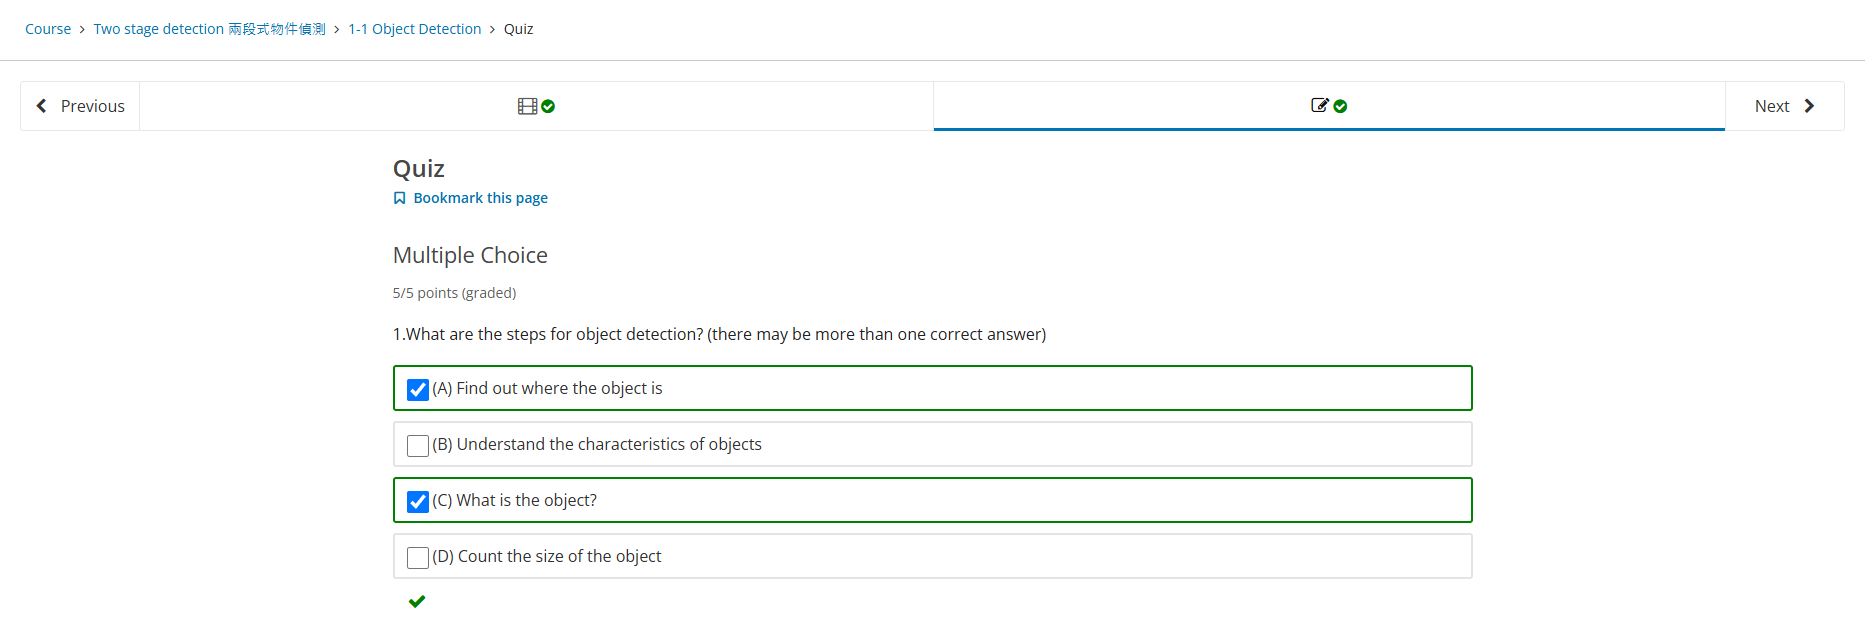 Course > Two stage detection 兩段式物件偵測 > 1-1 Object Detection > Quiz
Previous
Next
Quiz
Bookmark this page
Multiple Choice
5/5 points (graded)
1.What are the steps for object detection? (there may be more than one correct answer)
(A) Find out where the object is
(B) Understand the characteristics of objects
(C) What is the object?
(D) Count the size of the object